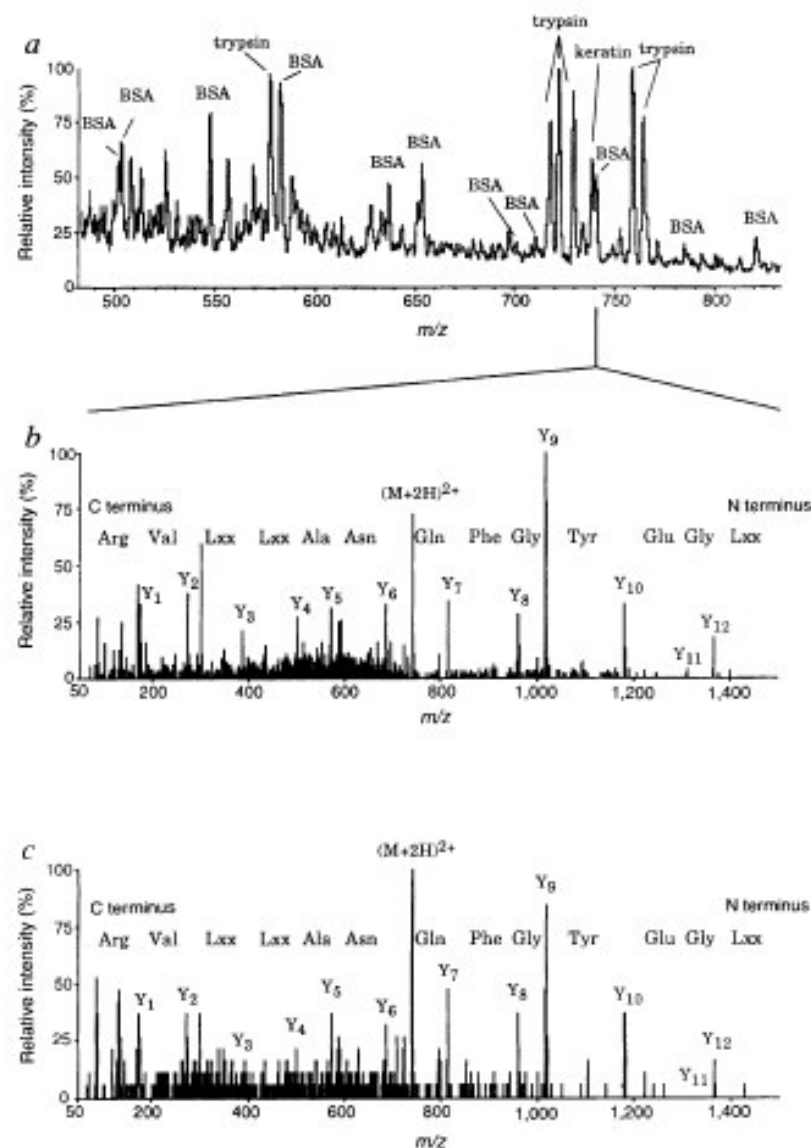 a
trypsin
trypsin
BSA
keratin
trypsin
BSA
BSA
BSA
BSA
BSA
BSA
BSA
BSA
BSA
BSA
Relative intensity (%)
100
75
50
25
0
500 550 600 650 700 750 800
m/z
b
Y9
(M+2H)2+
C terminus
N terminus
Arg Val Lxx Lxx Ala Asn Gln Phe Gly Tyr Glu Gly Lxx
Y1 Y2 Y3 Y4 Y5 Y6 Y7 Y8 Y10 Y11 Y12
Relative intensity (%)
100
75
50
25
0
50 200 400 600 800 1,000 1,200 1,400
m/z
c
(M+2H)2+
Y9
C terminus
N terminus
Arg Val Lxx Lxx Ala Asn Gln Phe Gly Tyr Glu Gly Lxx
Y1 Y2 Y3 Y4 Y5 Y6 Y7 Y8 Y10 Y11 Y12
Relative intensity (%)
100
75
50
25
0
50 200 400 600 800 1,000 1,200 1,400
m/z